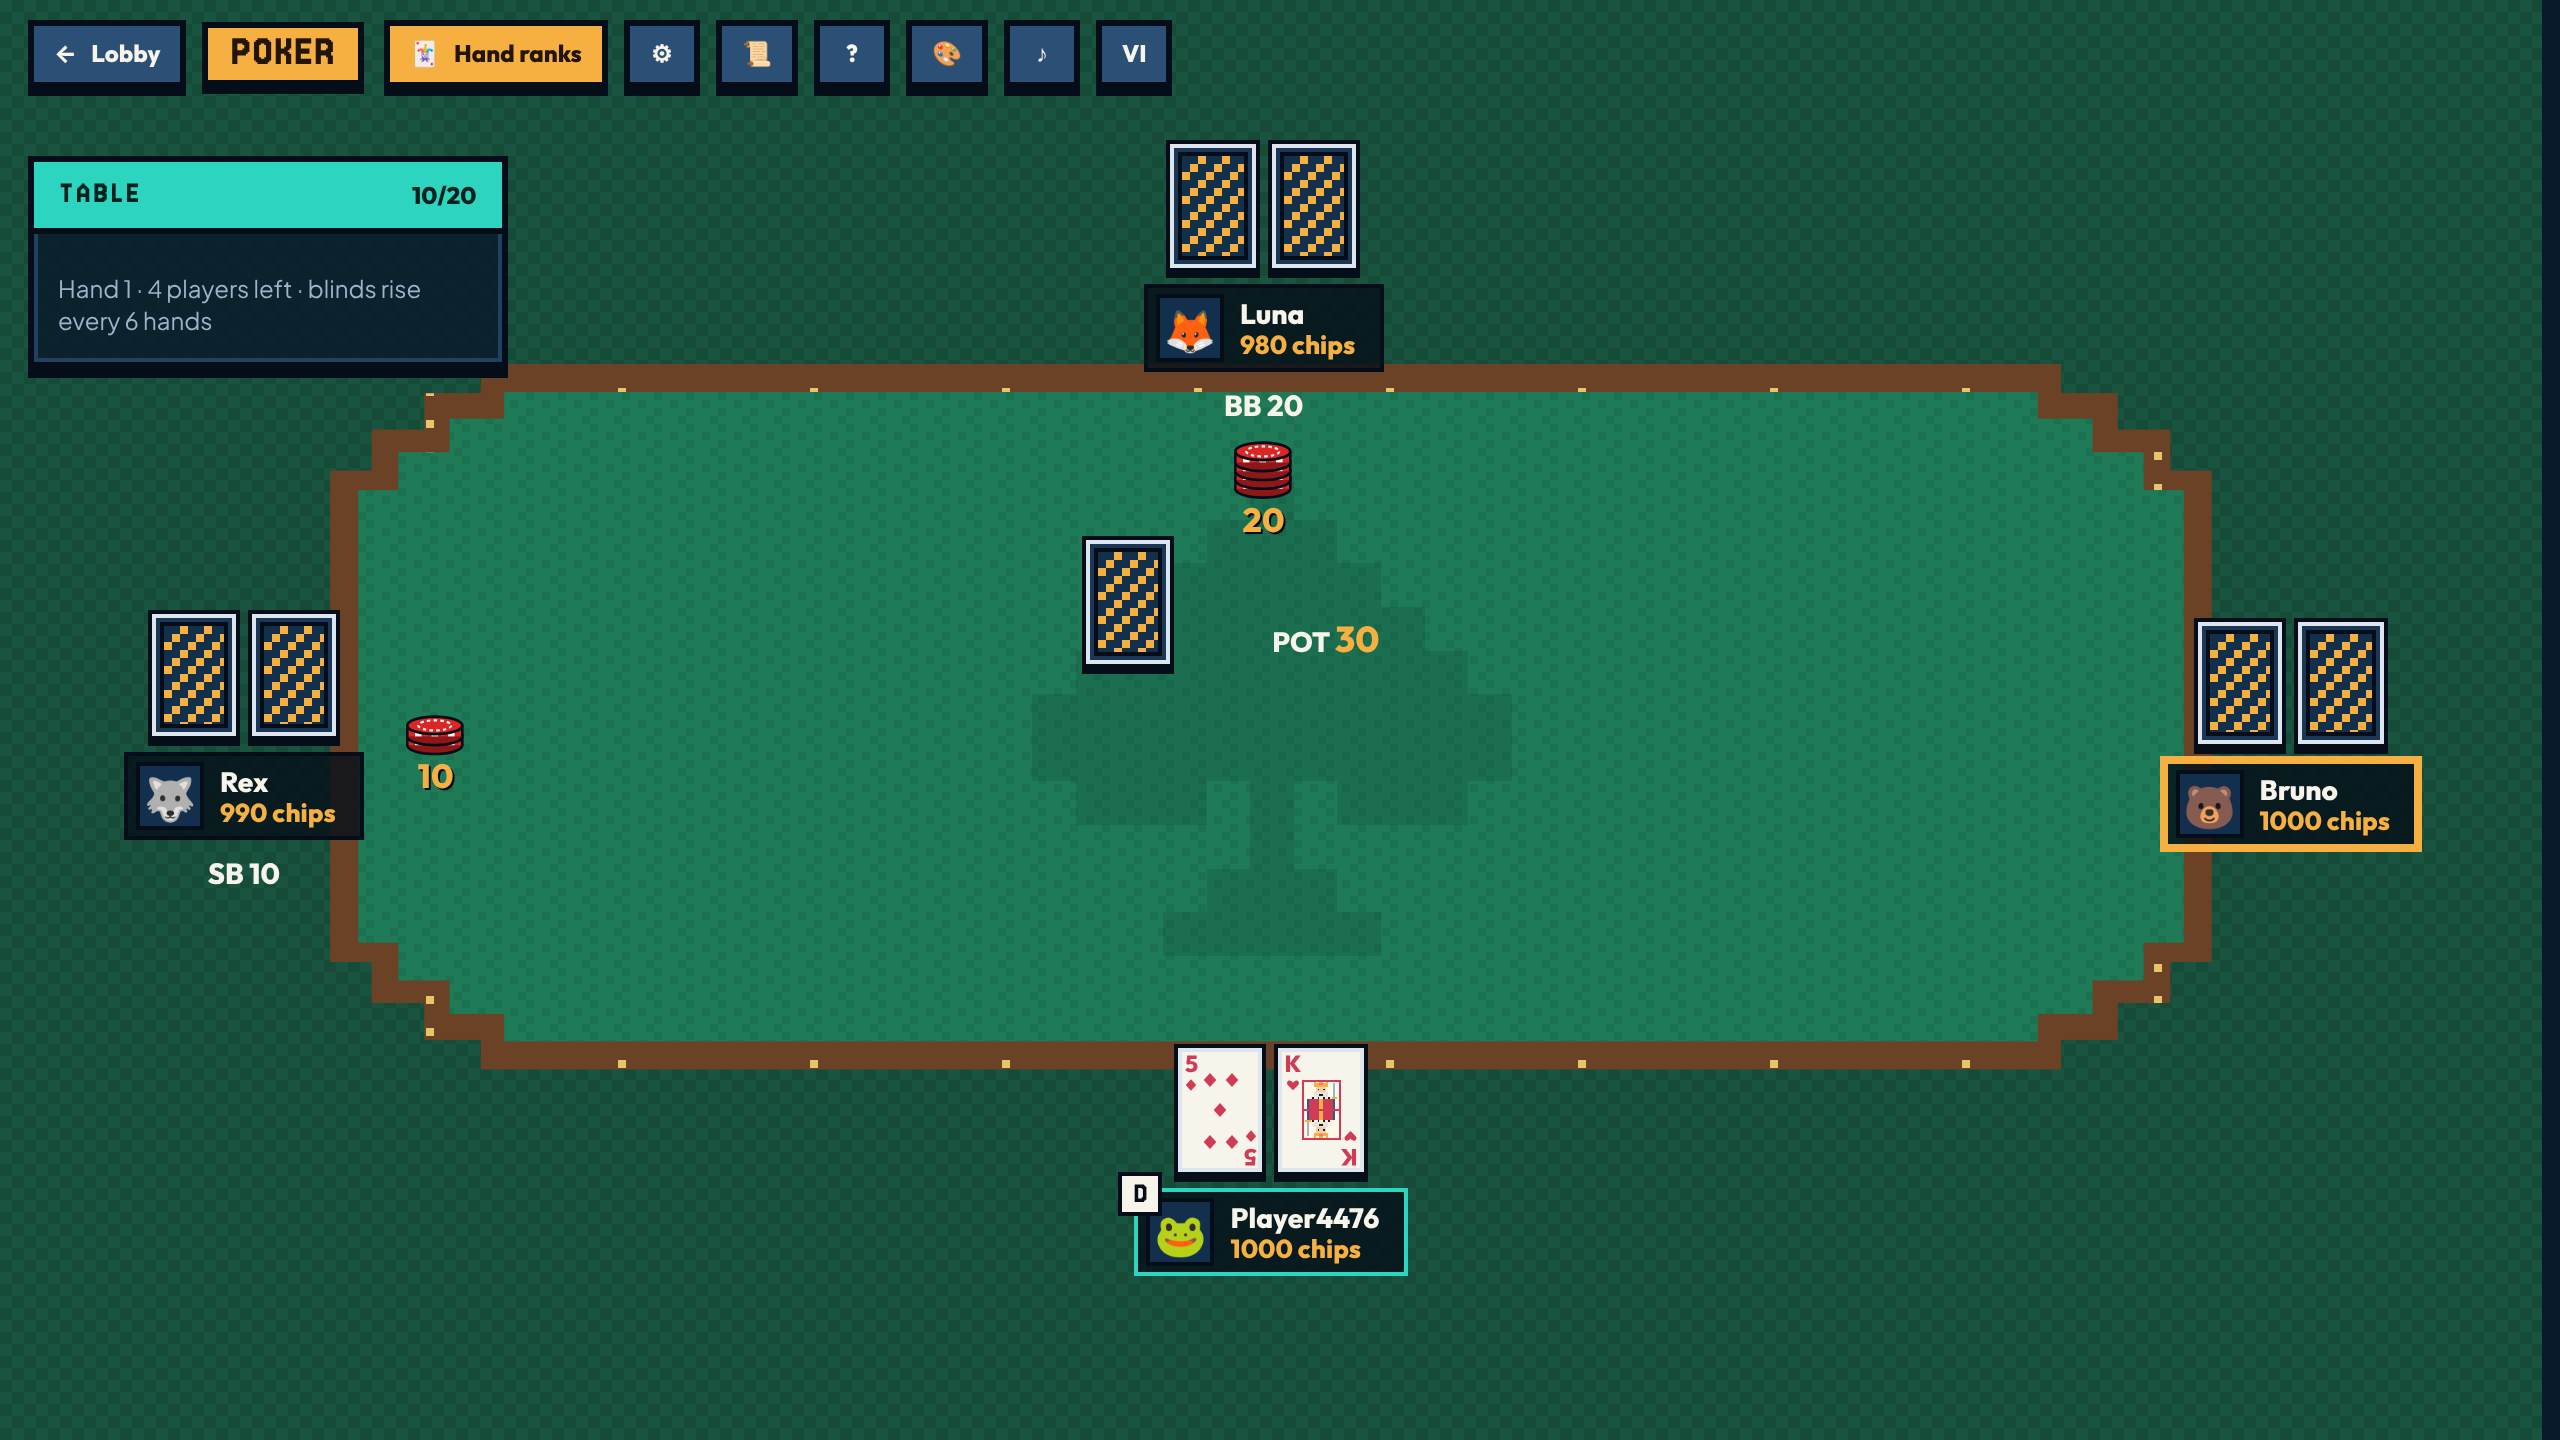 ← Lobby
POKER
Hand ranks
?
♪
VI
TABLE
10/20
Hand 1 · 4 players left · blinds rise
every 6 hands
Luna
980 chips
BB 20
20
POT 30
Rex
990 chips
SB 10
10
Bruno
1000 chips
5
5
K
K
D
Player4476
1000 chips